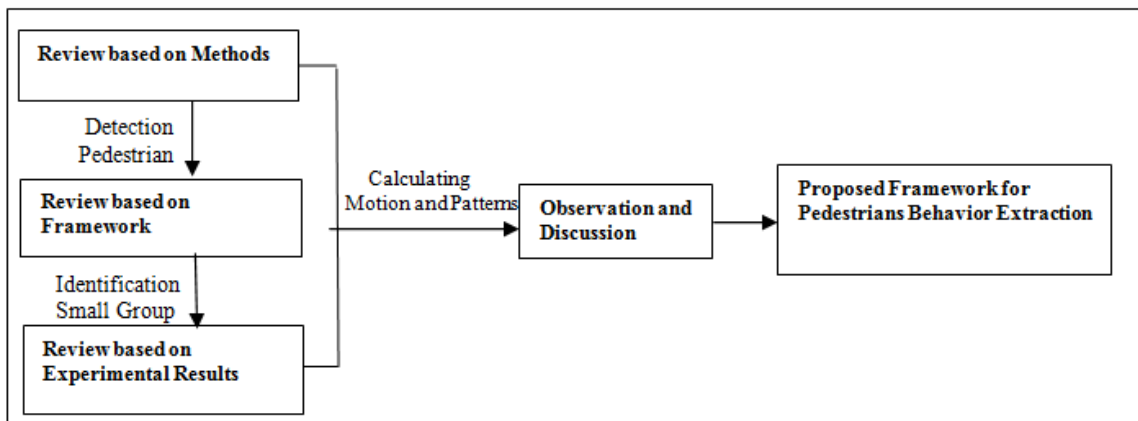 Review based on Methods
Detection
Pedestrian
Review based on
Framework
Identification
Small Group
Review based on
Experimental Results
Calculating
Motion and Patterns
Observation and
Discussion
Proposed Framework for
Pedestrians Behavior Extraction